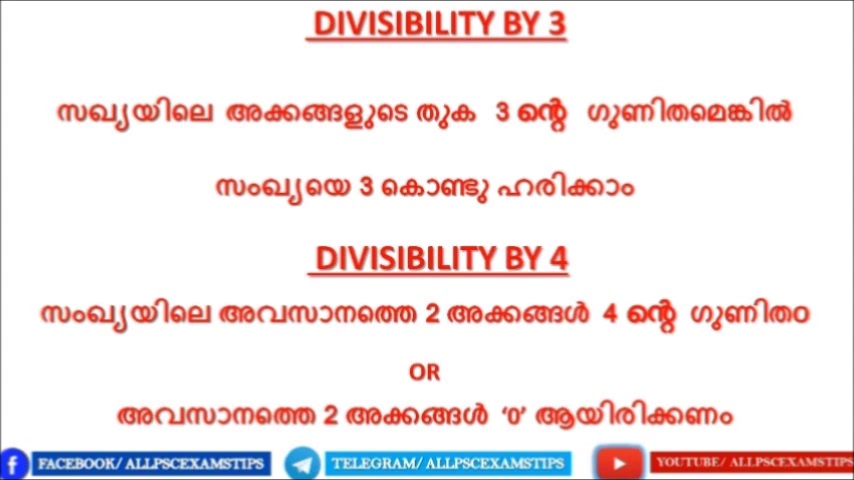 DIVISIBILITY BY 3
സഖ്യയിലെ അക്കങ്ങളുടെ തുക 3 ന്റെ ഗുണിതമെങ്കിൽ
സംഖ്യയെ 3 കൊണ്ടു ഹരിക്കാം
DIVISIBILITY BY 4
സംഖ്യയിലെ അവസാനത്തെ 2 അക്കങ്ങൾ 4 ന്റെ ഗുണിതഠ
OR
അവസാനത്തെ 2 അക്കങ്ങൾ ‘0’ ആയിരിക്കണം
FACEBOOK/ ALLPSCEXAMSTIPS TELEGRAM/ ALLPSCEXAMSTIPS YOUTUBE/ ALLPSCEXAMSTIPS